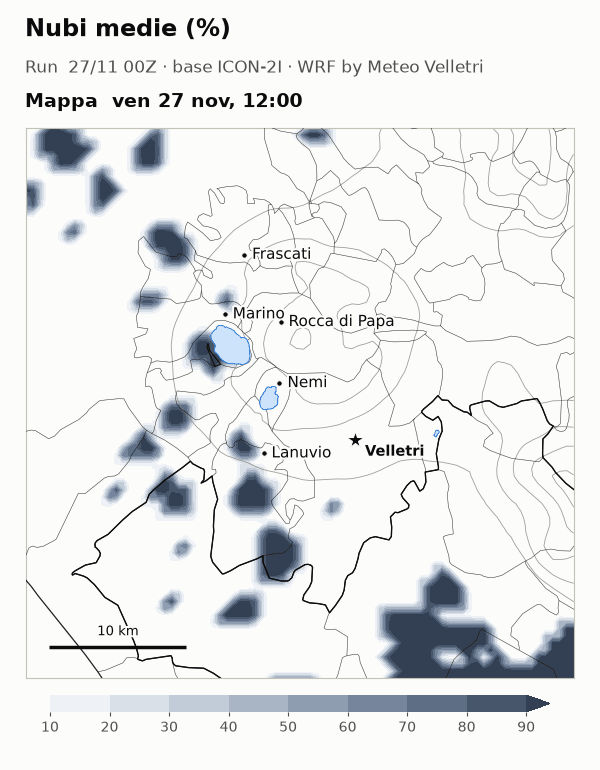 Nubi medie (%)
Run 27/11 00Z · base ICON-2I · WRF by Meteo Velletri
Mappa ven 27 nov, 12:00
Frascati
Marino
Rocca di Papa
Nemi
Velletri
Lanuvio
10 km
10 20 30 40 50 60 70 80 90